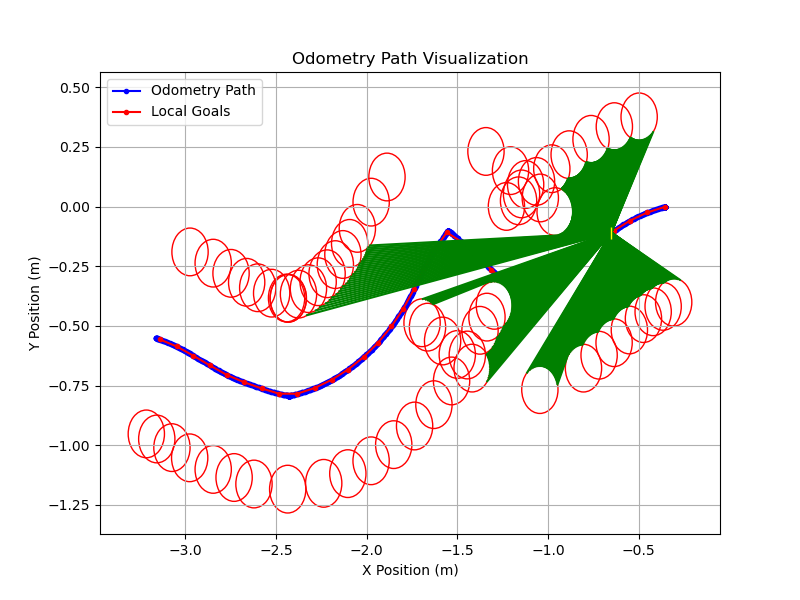 Odometry Path Visualization
Odometry Path
Local Goals
0.50
0.25
0.00
−0.25
−0.50
−0.75
−1.00
−1.25
Y Position (m)
−3.0 −2.5 −2.0 −1.5 −1.0 −0.5
X Position (m)